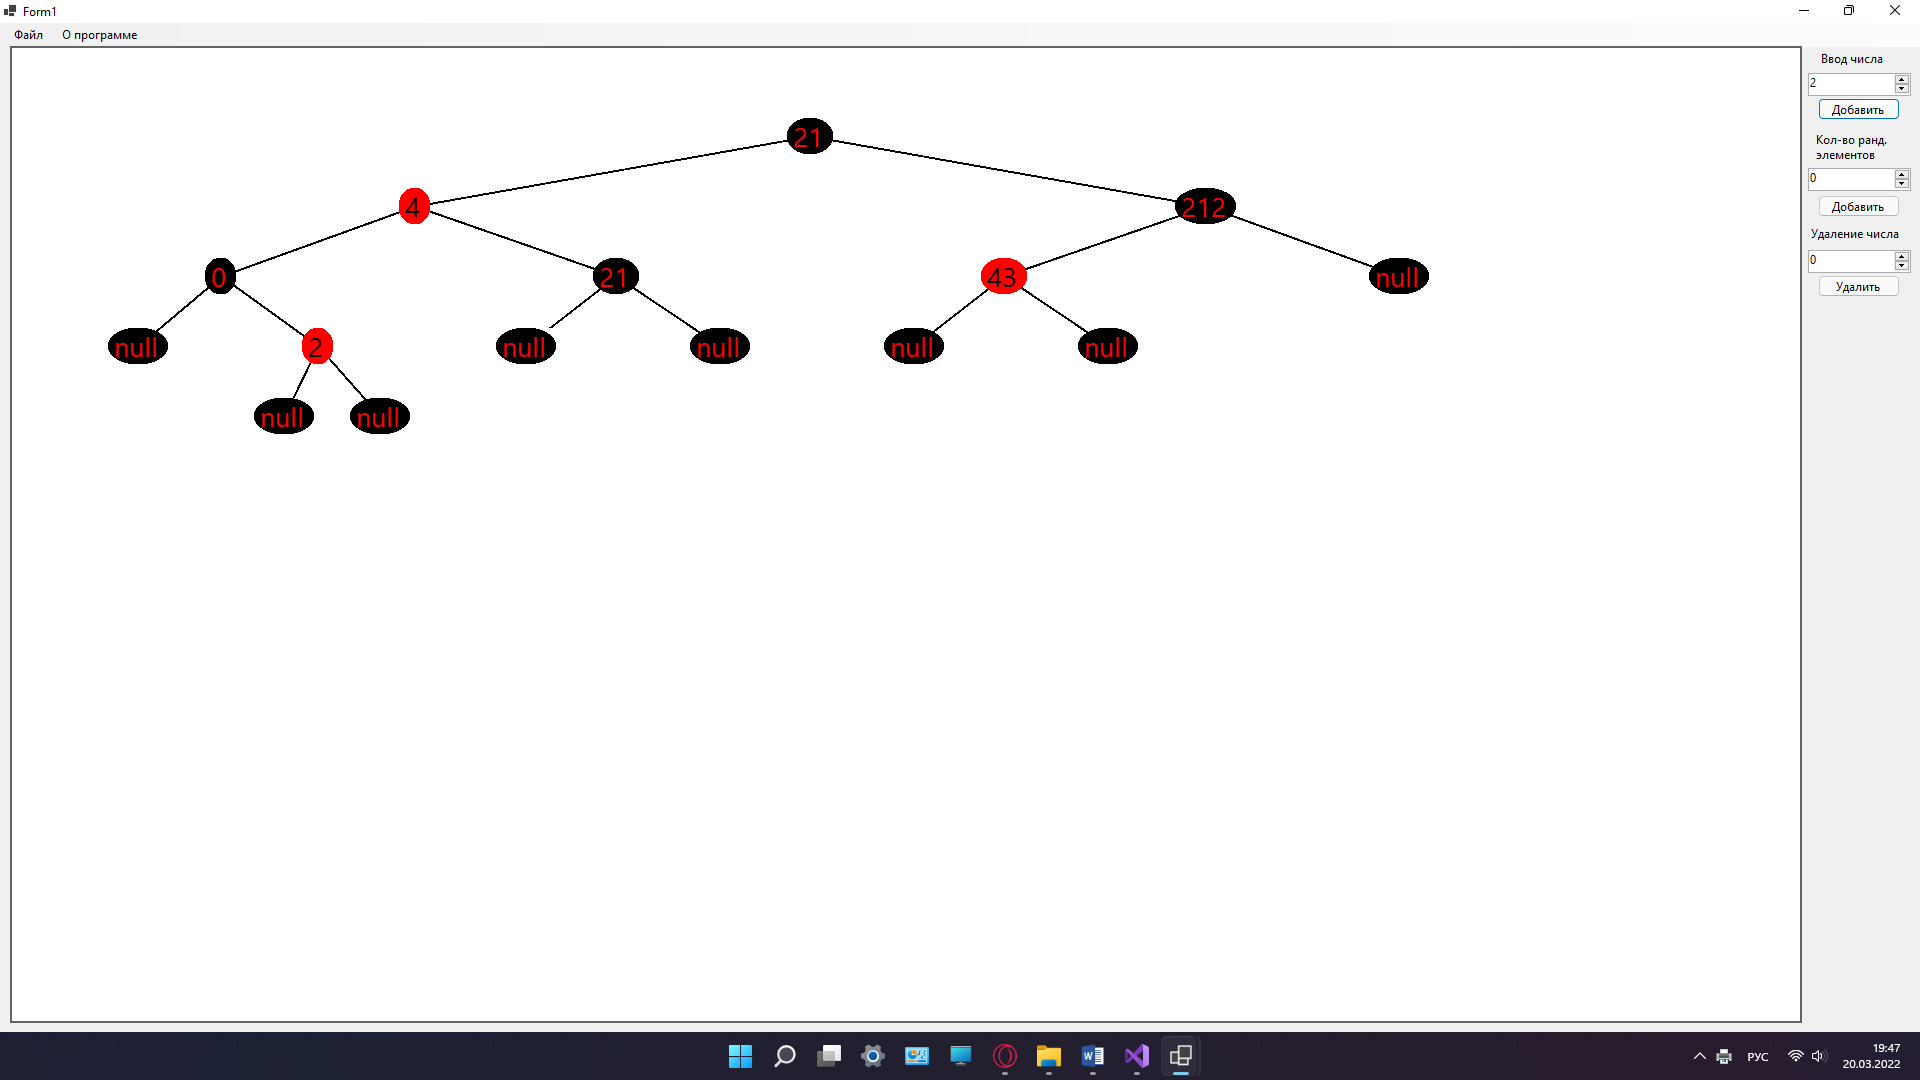 Form1
Файл О программе
21
4 212
0 21 43 null
null 2 null null null null
null null
Ввод числа
2
Добавить
Кол-во ранд.
элементов
0
Добавить
Удаление числа
0
Удалить
РУС
19:47
20.03.2022